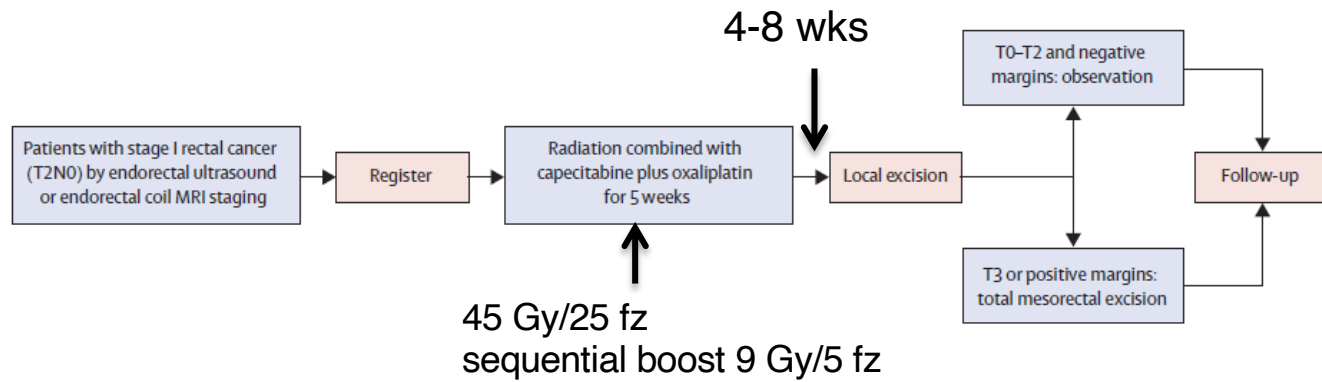 4-8 wks
Patients with stage I rectal cancer
(T2N0) by endorectal ultrasound
or endorectal coil MRI staging
Register
Radiation combined with
capecitabine plus oxaliplatin
for 5 weeks
45 Gy/25 fz
sequential boost 9 Gy/5 fz
Local excision
T0–T2 and negative
margins: observation
T3 or positive margins:
total mesorectal excision
Follow-up